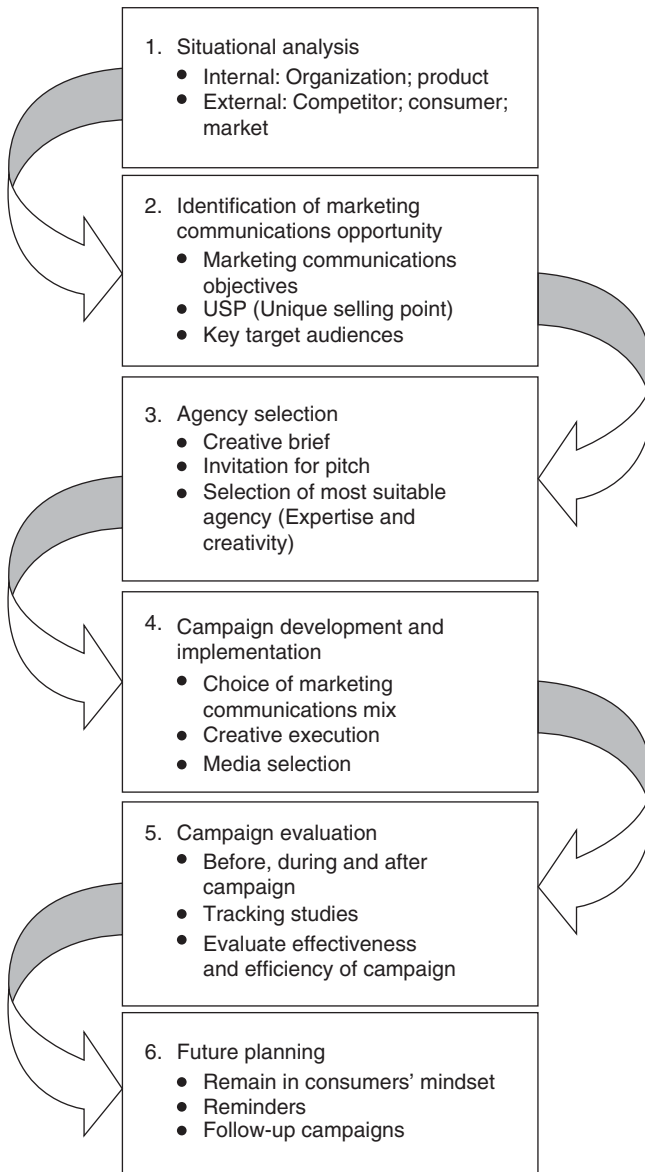 1. Situational analysis
• Internal: Organization; product
• External: Competitor; consumer;
market
2. Identification of marketing
communications opportunity
• Marketing communications
objectives
• USP (Unique selling point)
• Key target audiences
3. Agency selection
• Creative brief
• Invitation for pitch
• Selection of most suitable
agency (Expertise and
creativity)
4. Campaign development and
implementation
• Choice of marketing
communications mix
• Creative execution
• Media selection
5. Campaign evaluation
• Before, during and after
campaign
• Tracking studies
• Evaluate effectiveness
and efficiency of campaign
6. Future planning
• Remain in consumers’ mindset
• Reminders
• Follow-up campaigns